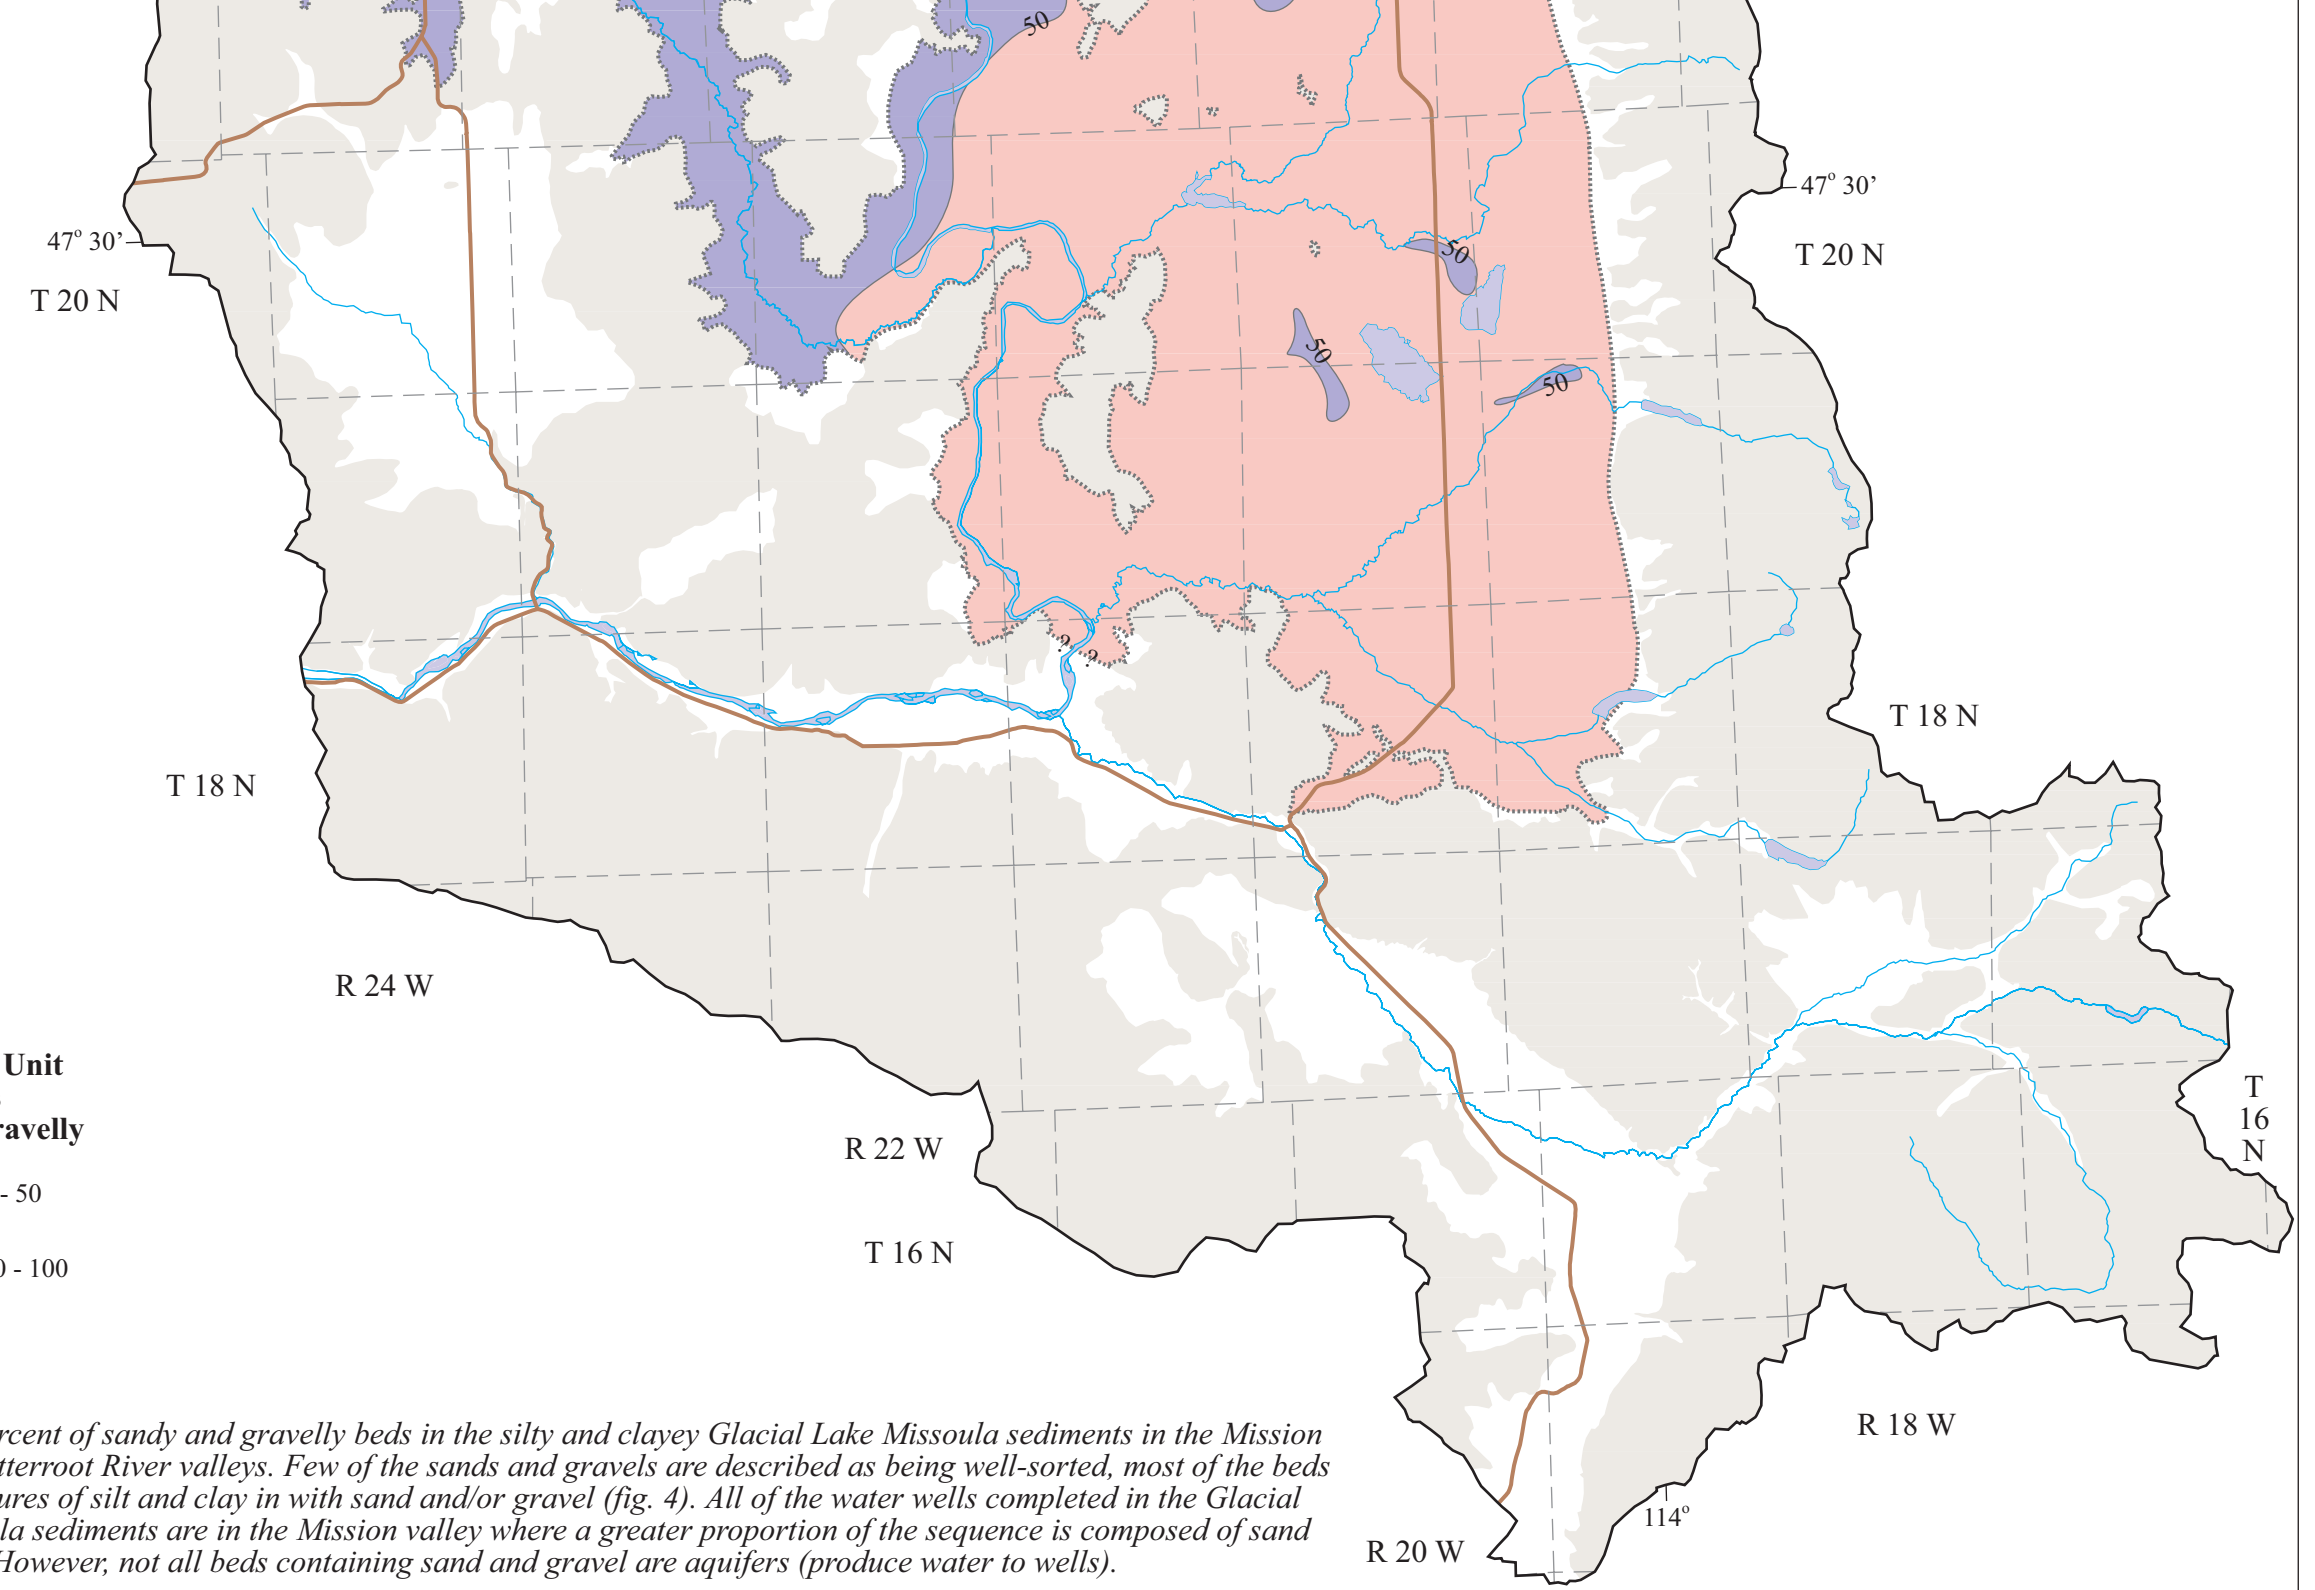 50
47° 30’
T 20 N
47° 30’
T 20 N
50
50
50
?
?
T 18 N
T 18 N
R 24 W
Unit
ravelly
- 50
0 - 100
R 22 W
T 16 N
T
16
N
R 18 W
114°
R 20 W
rcent of sandy and gravelly beds in the silty and clayey Glacial Lake Missoula sediments in the Mission
tterroot River valleys. Few of the sands and gravels are described as being well-sorted, most of the beds
ures of silt and clay in with sand and/or gravel (fig. 4). All of the water wells completed in the Glacial
la sediments are in the Mission valley where a greater proportion of the sequence is composed of sand
However, not all beds containing sand and gravel are aquifers (produce water to wells).